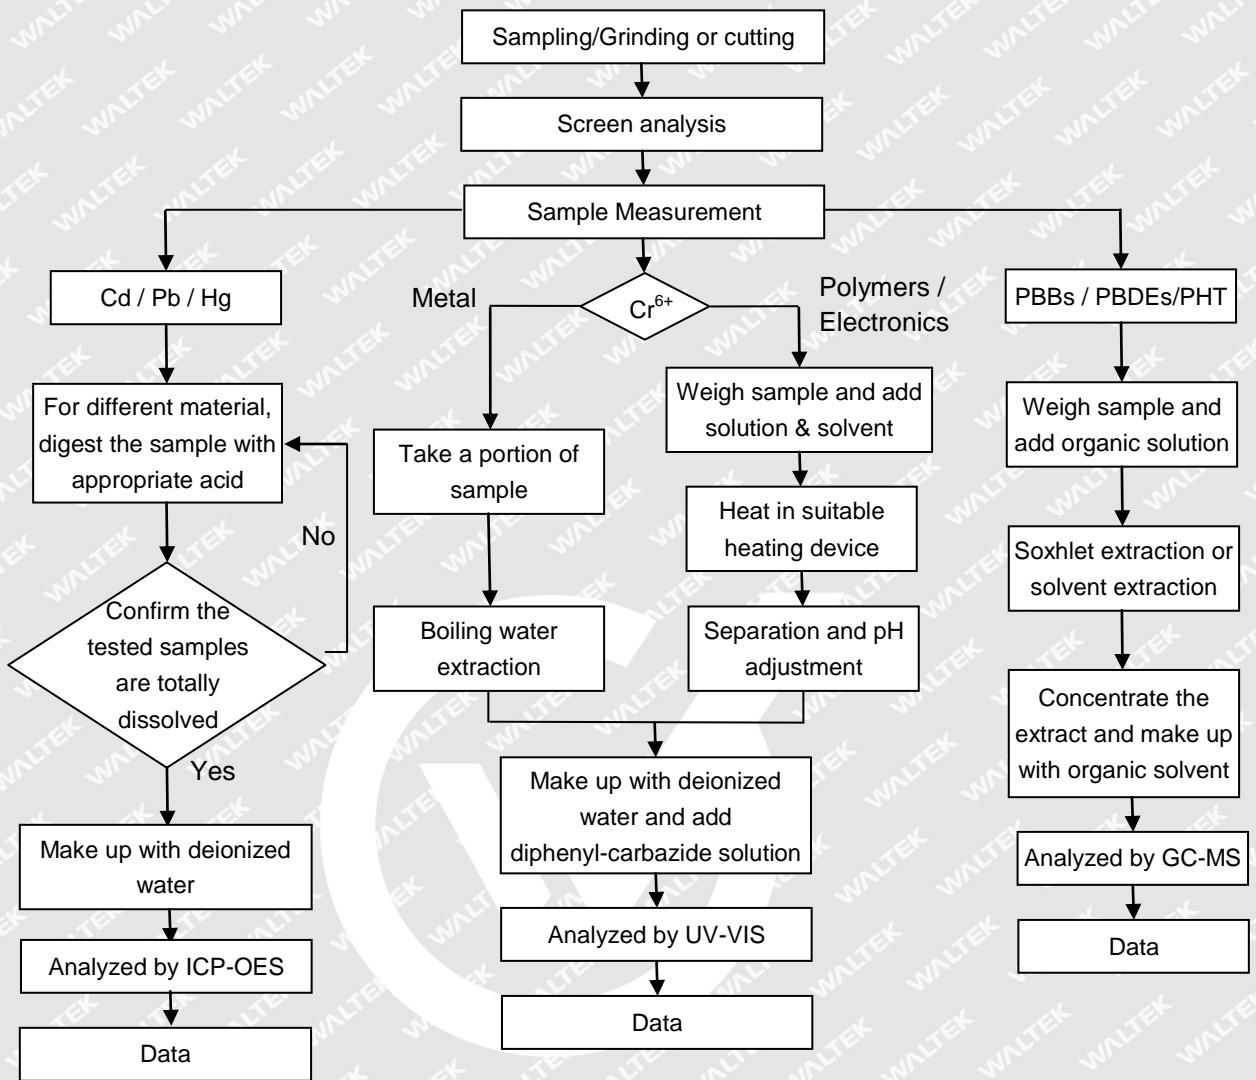 Sampling/Grinding or cutting
Screen analysis
Sample Measurement
Cd / Pb / Hg
For different material,
digest the sample with
appropriate acid
No
Confirm the
tested samples
are totally
dissolved
Yes
Make up with deionized
water
Analyzed by ICP-OES
Data
Cr6+
Metal
Take a portion of
sample
Boiling water
extraction
Polymers /
Electronics
Weigh sample and add
solution & solvent
Heat in suitable
heating device
Separation and pH
adjustment
Make up with deionized
water and add
diphenyl-carbazide solution
Analyzed by UV-VIS
Data
PBBs / PBDEs/PHT
Weigh sample and
add organic solution
Soxhlet extraction or
solvent extraction
Concentrate the
extract and make up
with organic solvent
Analyzed by GC-MS
Data
WALTEK